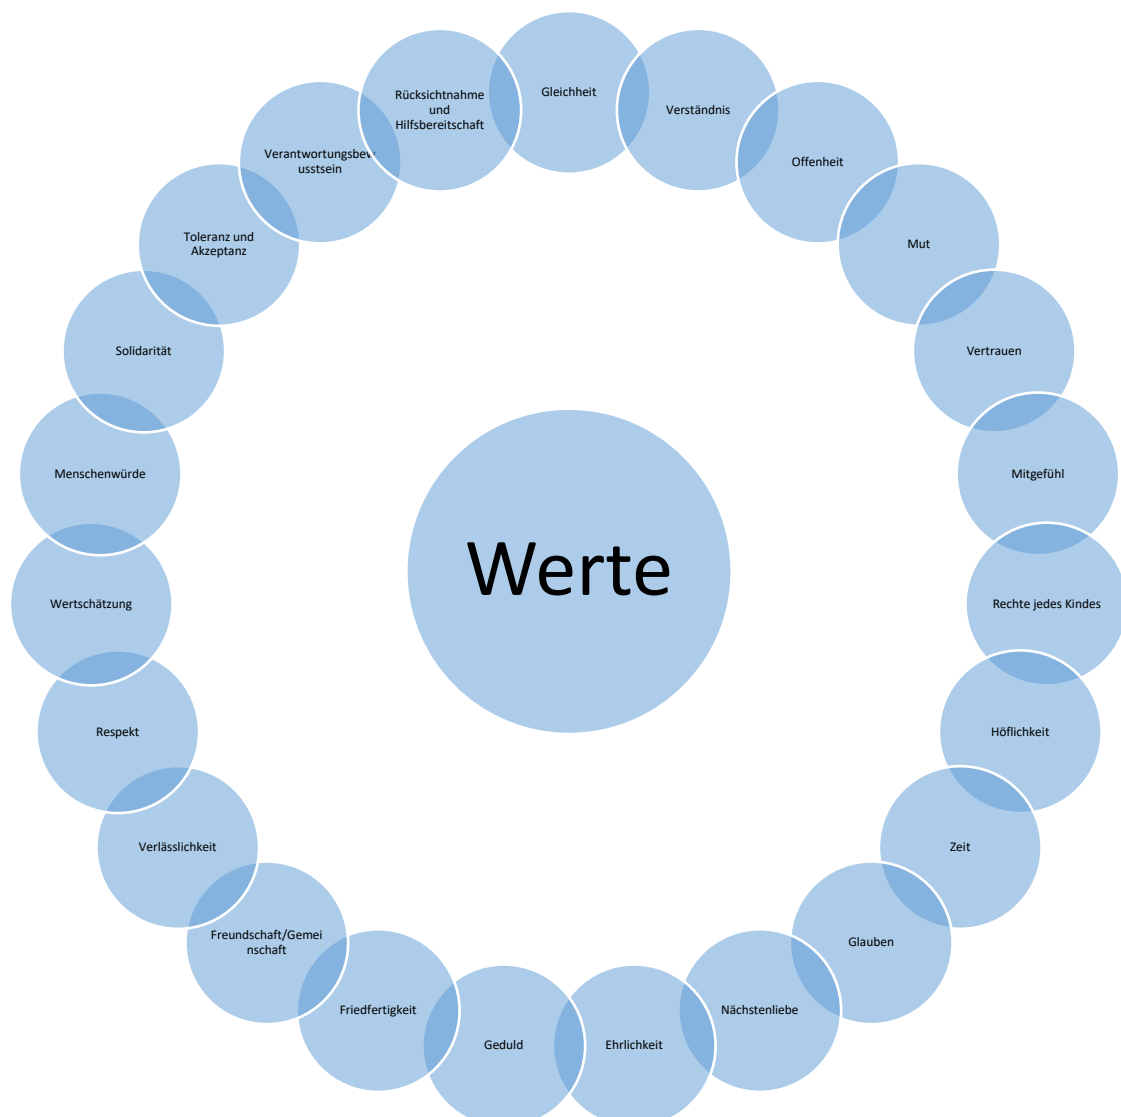 Gleichheit
Verständnis
Offenheit
Mut
Vertrauen
Mitgefühl
Rechte jedes Kindes
Höflichkeit
Zeit
Glauben
Nächstenliebe
Ehrlichkeit
Geduld
Friedfertigkeit
Freundschaft/Gemei
nschaft
Verlässlichkeit
Respekt
Wertschätzung
Menschenwürde
Solidarität
Toleranz und
Akzeptanz
Verantwortungsbew
usstsein
Rücksichtnahme
und
Hilfsbereitschaft
Werte